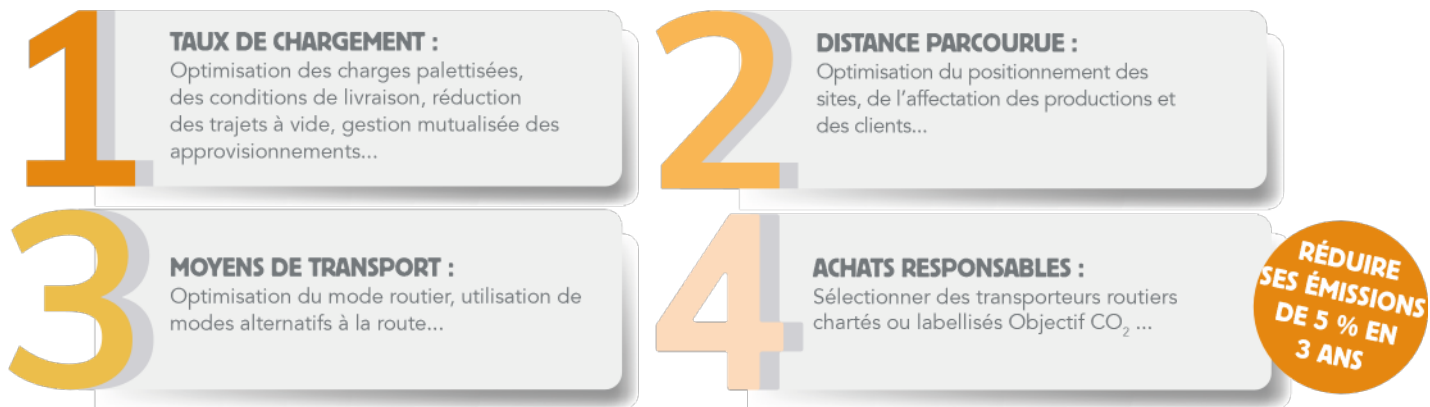 1
TAUX DE CHARGEMENT :
Optimisation des charges palettisées,
des conditions de livraison, réduction
des trajets à vide, gestion mutualisée des
approvisionnements...
2
DISTANCE PARCOURUE :
Optimisation du positionnement des
sites, de l'affectation des productions et
des clients...
3
MOYENS DE TRANSPORT :
Optimisation du mode routier, utilisation de
modes alternatifs à la route...
4
ACHATS RESPONSABLES :
Sélectionner des transporteurs routiers
chartés ou labellisés Objectif CO₂ ...
RÉDUIRE
SES ÉMISSIONS
DE 5 % EN
3 ANS